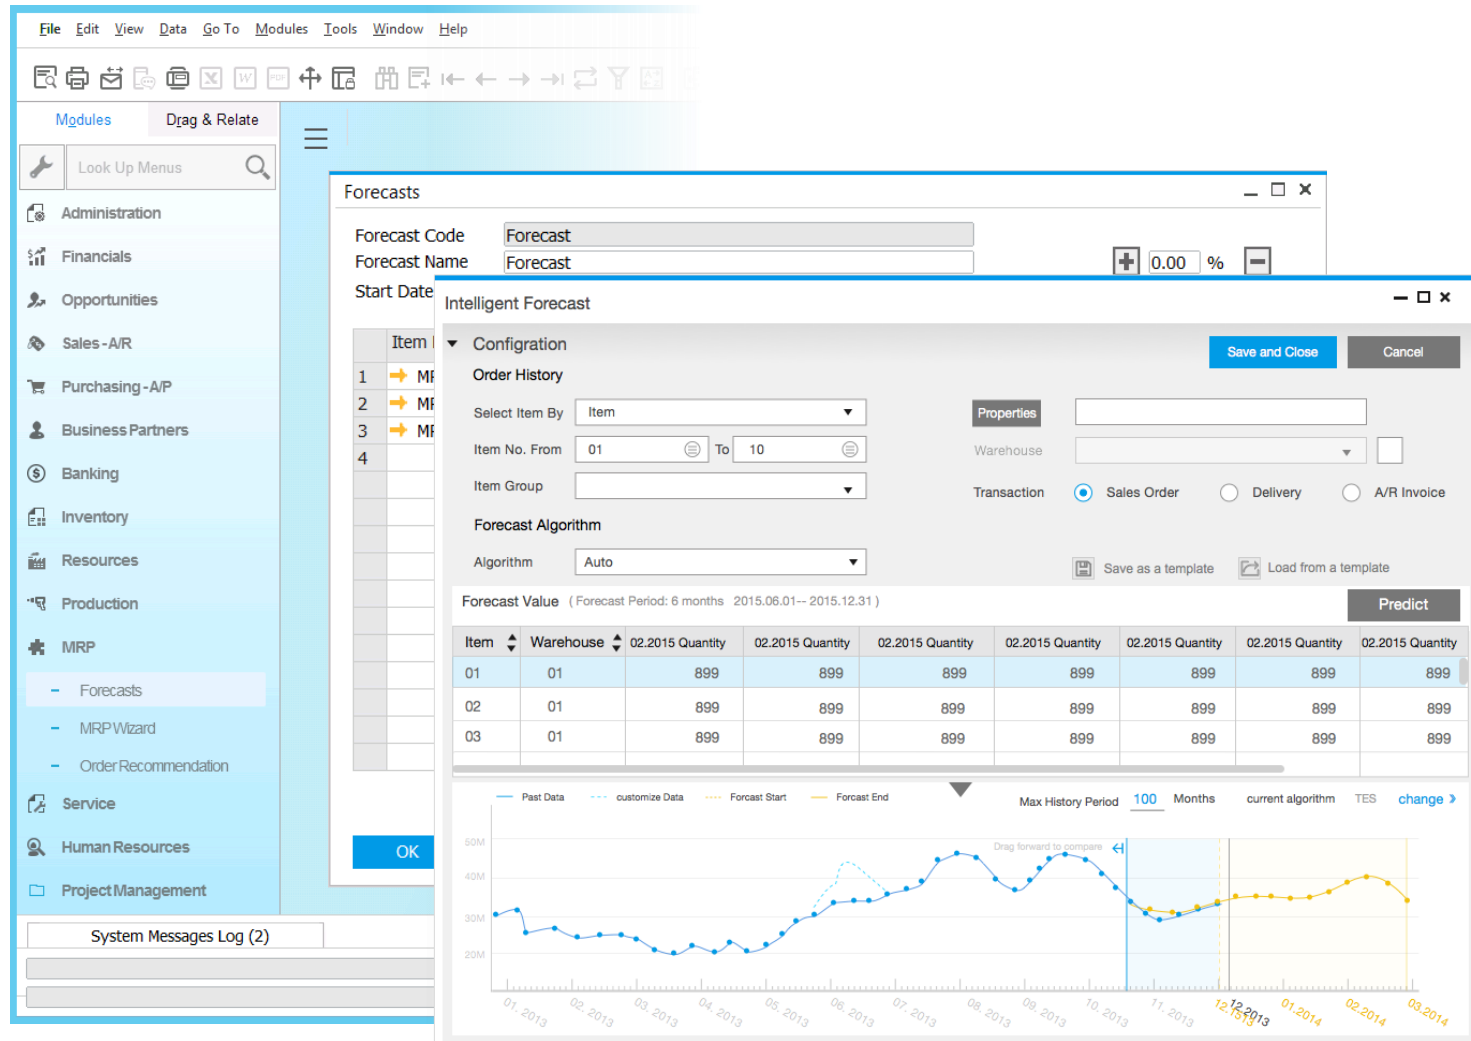 File Edit View Data Go To Modules Tools Window Help
Modules Drag & Relate
Look Up Menus
Administration
Financials
Opportunities
Sales - A/R
Purchasing - A/P
Business Partners
Banking
Inventory
Resources
Production
MRP
Forecasts
MRP Wizard
Order Recommendation
Service
Human Resources
Project Management
System Messages Log (2)
Forecasts
Forecast Code Forecast
Forecast Name Forecast
0.00 %
Start Date
Item
1
2
3
4
OK
Intelligent Forecast
Configration
Save and Close Cancel
Order History
Select Item By Item Properties
Item No. From 01 To 10 Warehouse
Item Group Transaction Sales Order Delivery A/R Invoice
Forecast Algorithm
Algorithm Auto Save as a template Load from a template
Forecast Value ( Forecast Period: 6 months 2015.06.01-- 2015.12.31 ) Predict
Item Warehouse 02.2015 Quantity 02.2015 Quantity 02.2015 Quantity 02.2015 Quantity 02.2015 Quantity 02.2015 Quantity 02.2015 Quantity
01 01 899 899 899 899 899 899 899
02 01 899 899 899 899 899 899 899
03 01 899 899 899 899 899 899 899
Past Data customize Data Forcast Start Forcast End Max History Period 100 Months current algorithm TES change
Drag forward to compare
50M
40M
30M
20M
01. 2013 02. 2013 03. 2013 04. 2013 05. 2013 06. 2013 07. 2013 08. 2013 09. 2013 10. 2013 11. 2013 12.2013 01.2014 02.2014 03.2014